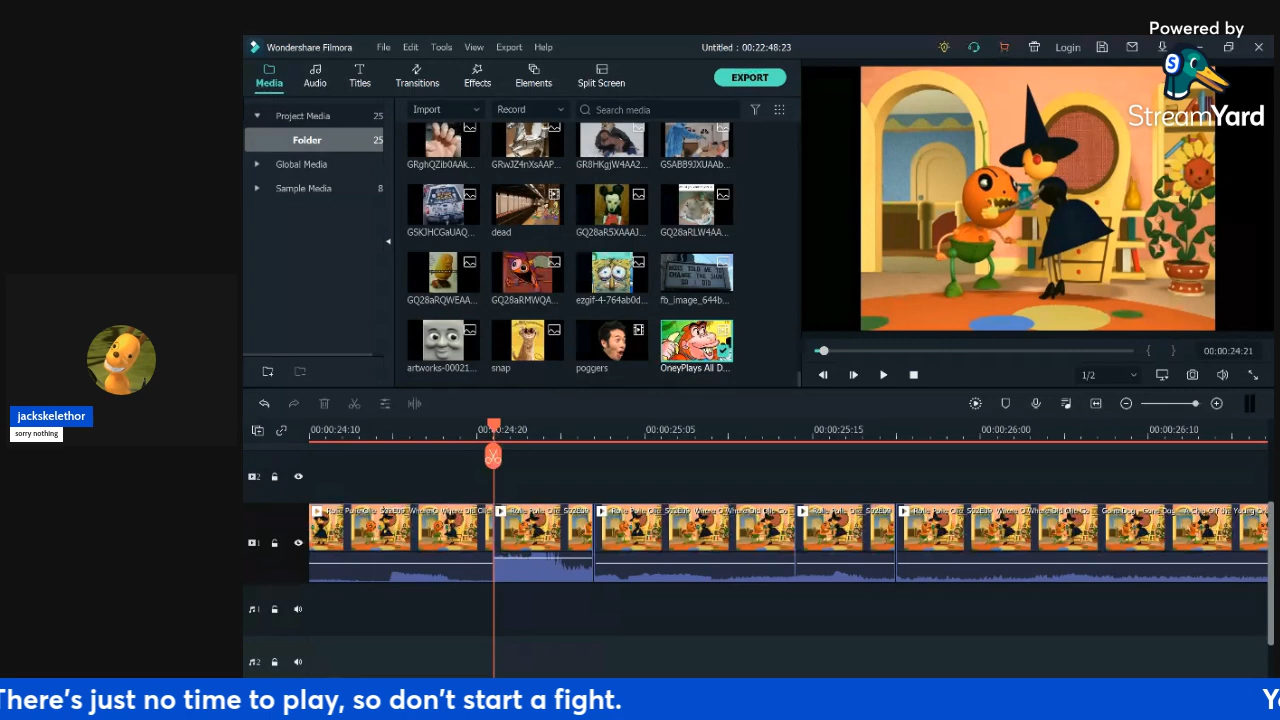 Powered by
StreamYard
Wondershare Filmora
File Edit Tools View Export Help
Untitled : 00:22:48:23
Login
Media Audio Titles Transitions Effects Elements Split Screen
EXPORT
Project Media 25
Import
Record
Search media
Folder 25
Global Media
Sample Media 8
GRghQZib0AAk... GRwJZ4nXsAAP... GR8HKgjW4AA2... GSABB9JXUAAb...
GSKJHCGaUAQ... dead GQ28aR5XAAAJ... GQ28aRLW4AA...
GQ28aRQWEAA... GQ28aRMWQA... ezgif-4-764ab0d... fb_image_644b...
artworks-00021... snap poggers OneyPlays All D...
00:00:24:21
1/2
jackskelethor
sorry nothing
00:00:24:10 00:00:24:20 00:00:25:05 00:00:25:15 00:00:26:00 00:00:26:10
2
1
1
2
There's just no time to play, so don't start a fight.